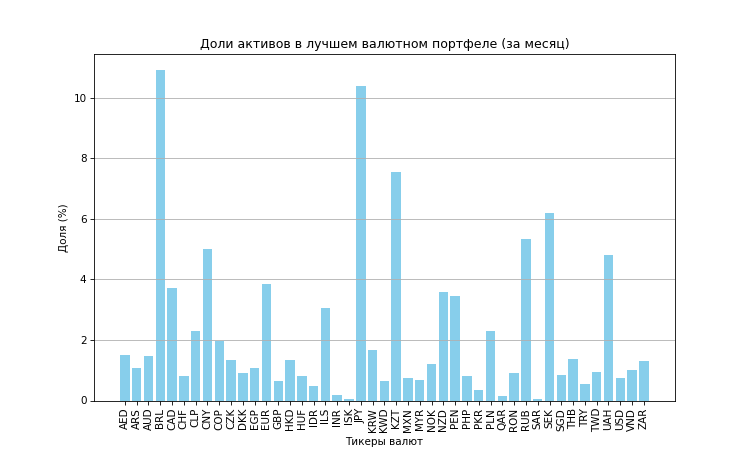 Доли активов в лучшем валютном портфеле (за месяц)
Доля (%)
10
8
6
4
2
0
AED ARS AUD BRL CAD CHF CLP CNY COP CZK DKK EGP EUR GBP HKD HUF IDR ILS INR ISK JPY KRW KWD KZT MXN MYR NOK NZD PEN PHP PKR PLN QAR RON RUB SAR SEK SGD THB TRY TWD UAH USD VND ZAR
Тикеры валют